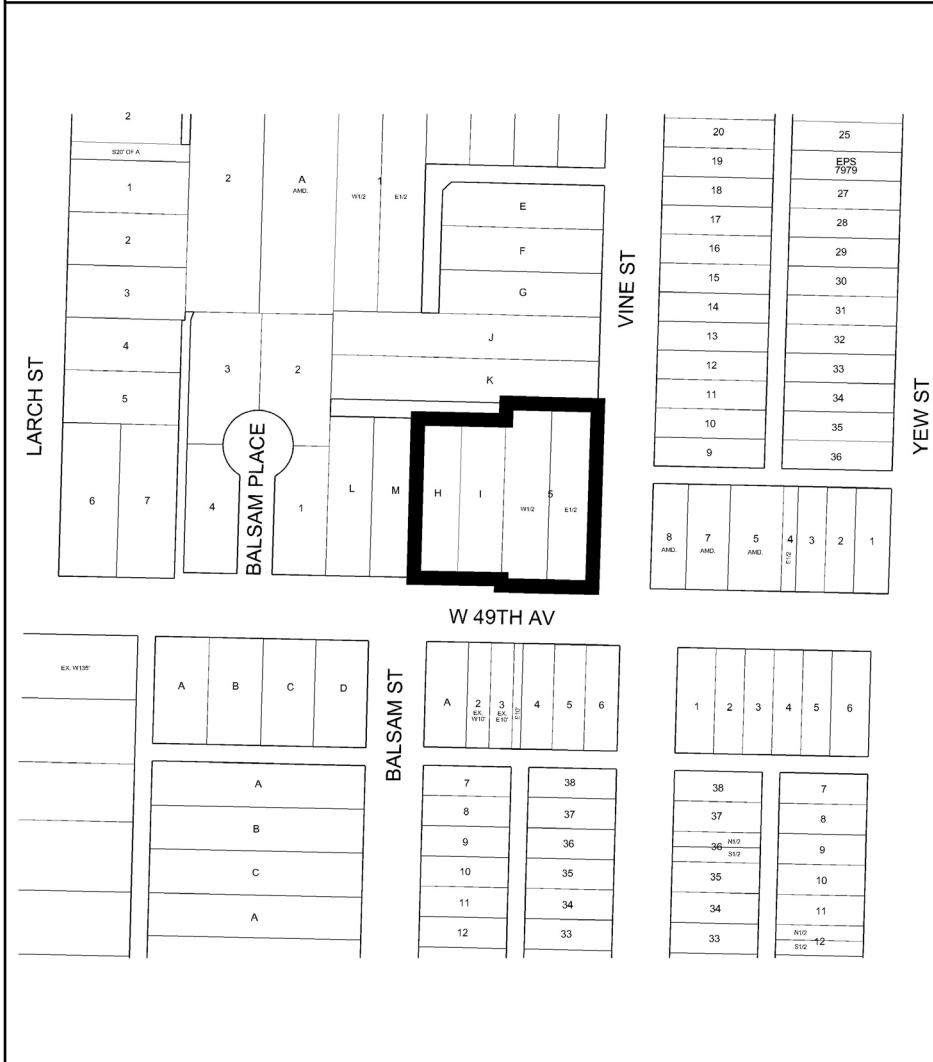 2
S20' OF A
1
2
3
4
5
6
7
LARCH ST
2
A
AMD.
1
W1/2
E1/2
3
2
4
1
BALSAM PLACE
E
F
G
J
K
L
M
H
I
5
W1/2
E1/2
VINE ST
20
19
18
17
16
15
14
13
12
11
10
9
25
EPS
7979
27
28
29
30
31
32
33
34
35
36
YEW ST
8
AMD.
7
AMD.
5
AMD.
4
E1/2
3
2
1
W 49TH AV
EX. W135'
A
B
C
D
A
B
C
A
BALSAM ST
A
2
EX.
W10'
3
EX.
E10'
E10'
4
5
6
7
8
9
10
11
12
38
37
36
35
34
33
1
2
3
4
5
6
38
37
36
N1/2
S1/2
35
34
33
7
8
9
10
11
12
N1/2
S1/2